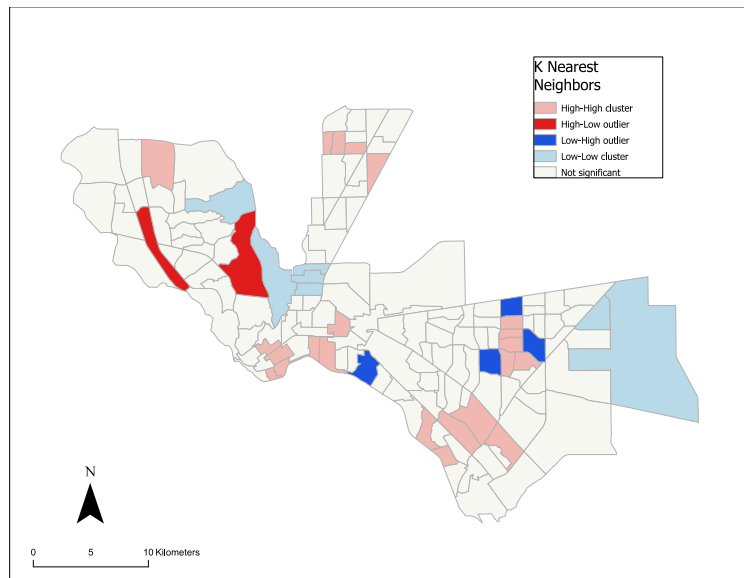 K Nearest
Neighbors
High-High cluster
High-Low outlier
Low-High outlier
Low-Low cluster
Not significant
N
0 5 10 Kilometers